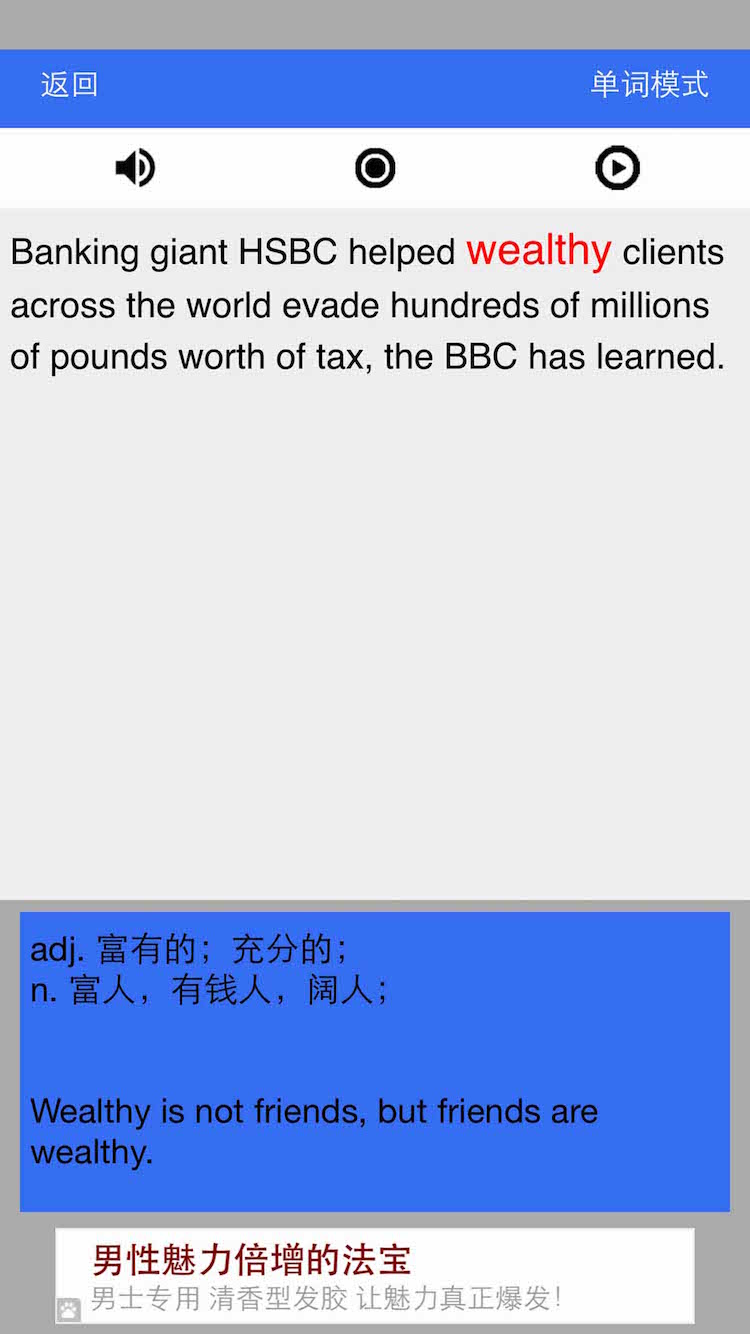 返回
单词模式
Banking giant HSBC helped wealthy clients
across the world evade hundreds of millions
of pounds worth of tax, the BBC has learned.
adj. 富有的；充分的；
n. 富人，有钱人，阔人；
Wealthy is not friends, but friends are
wealthy.
男性魅力倍增的法宝
男士专用 清香型发胶 让魅力真正爆发！